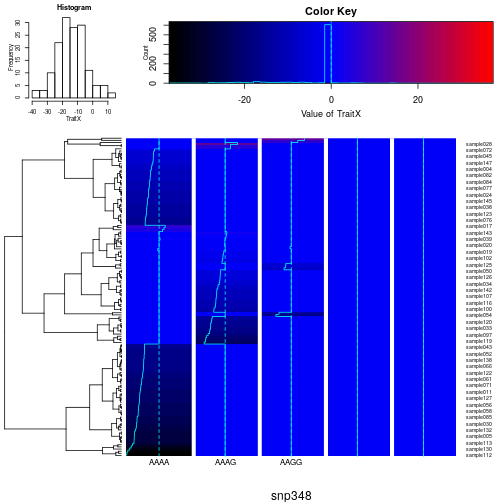 Histogram
Frequency
0 5 10 15 20 25 30
-40 -30 -20 -10 0 10
TraitX
Color Key
Count
0 200 500
-20 0 20
Value of TraitX
sample028
sample072
sample045
sample147
sample004
sample082
sample084
sample077
sample024
sample145
sample038
sample123
sample076
sample017
sample143
sample039
sample020
sample019
sample102
sample125
sample050
sample126
sample034
sample142
sample107
sample116
sample100
sample054
sample120
sample033
sample097
sample119
sample043
sample052
sample138
sample066
sample122
sample061
sample071
sample011
sample127
sample056
sample058
sample085
sample030
sample132
sample005
sample113
sample130
sample112
AAAA AAAG AAGG
snp348